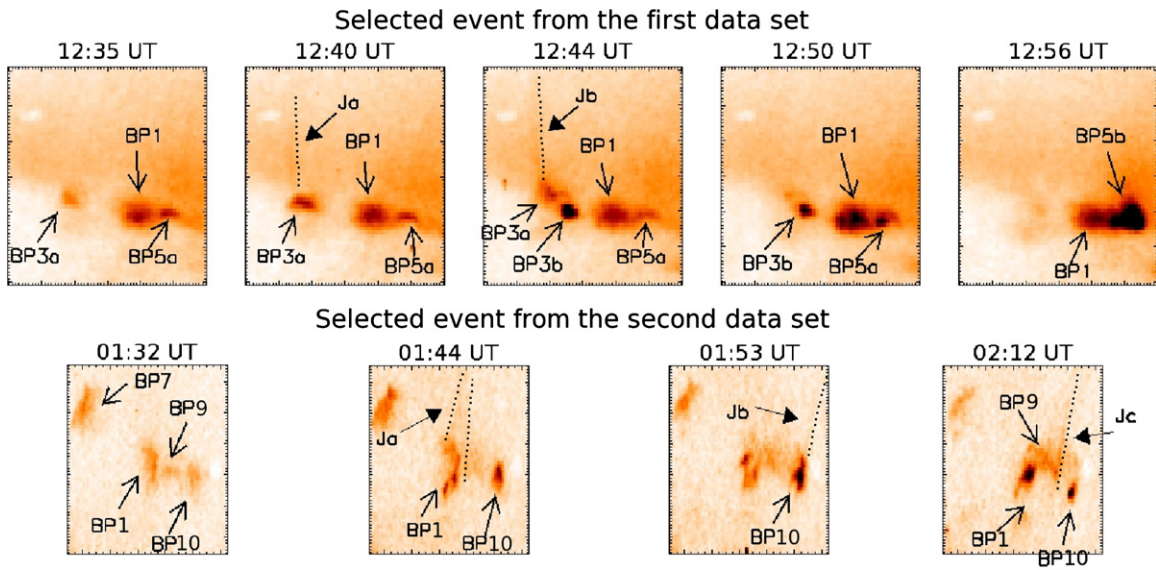 Selected event from the first data set
12:35 UT
12:40 UT
12:44 UT
12:50 UT
12:56 UT
BP1
BP3a
BP5a
Ja
BP1
BP3a
BP5a
Jb
BP1
BP3a
BP3b
BP5a
BP1
BP3b
BP5a
BP5b
BP1
Selected event from the second data set
01:32 UT
01:44 UT
01:53 UT
02:12 UT
BP7
BP9
BP1
BP10
Ja
BP1
BP10
Jb
BP10
BP9
Jc
BP1
BP10